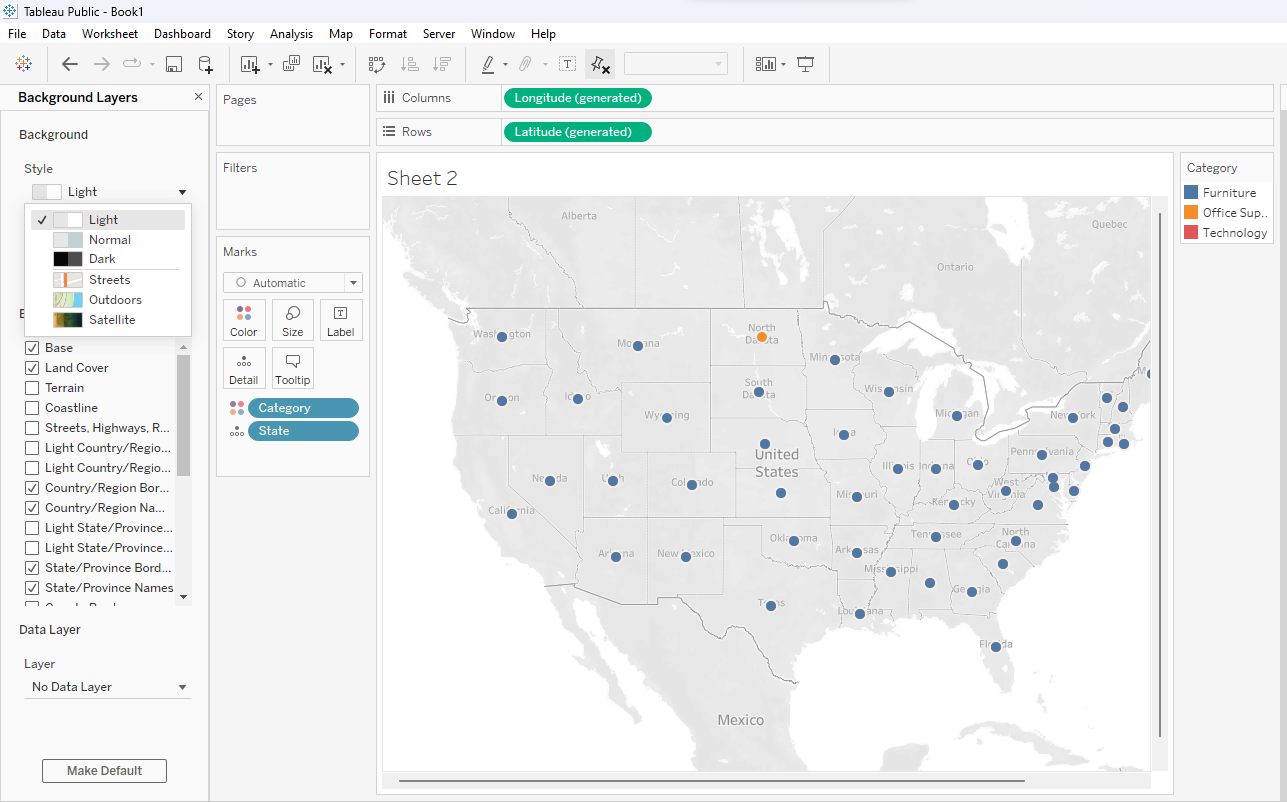 Tableau Public - Book1
File Data Worksheet Dashboard Story Analysis Map Format Server Window Help
Background Layers
Background
Style
Light
Light
Normal
Dark
Streets
Outdoors
Satellite
Base
Land Cover
Terrain
Coastline
Streets, Highways, R...
Light Country/Regio...
Light Country/Regio...
Country/Region Bor...
Country/Region Na...
Light State/Province...
Light State/Province...
State/Province Bord...
State/Province Names
Data Layer
Layer
No Data Layer
Make Default
Pages
Filters
Marks
Automatic
Color Size Label
Detail Tooltip
Category
State
Columns Longitude (generated)
Rows Latitude (generated)
Sheet 2
Alberta
Quebec
Ontario
Washington
Montana
North
Dakota
Minnesota
Oregon
Idaho
South
Dakota
Wisconsin
Wyoming
Michigan
New York
Iowa
United
States
Pennsylvania
Illinois Indiana Ohio
Nevada Utah Colorado
West
Virginia
Missouri
Kentucky
California
Oklahoma
Tennessee
North
Carolina
Arizona New Mexico
Arkansas
Mississippi
Georgia
Texas
Louisiana
Florida
Mexico
Category
Furniture
Office Sup..
Technology